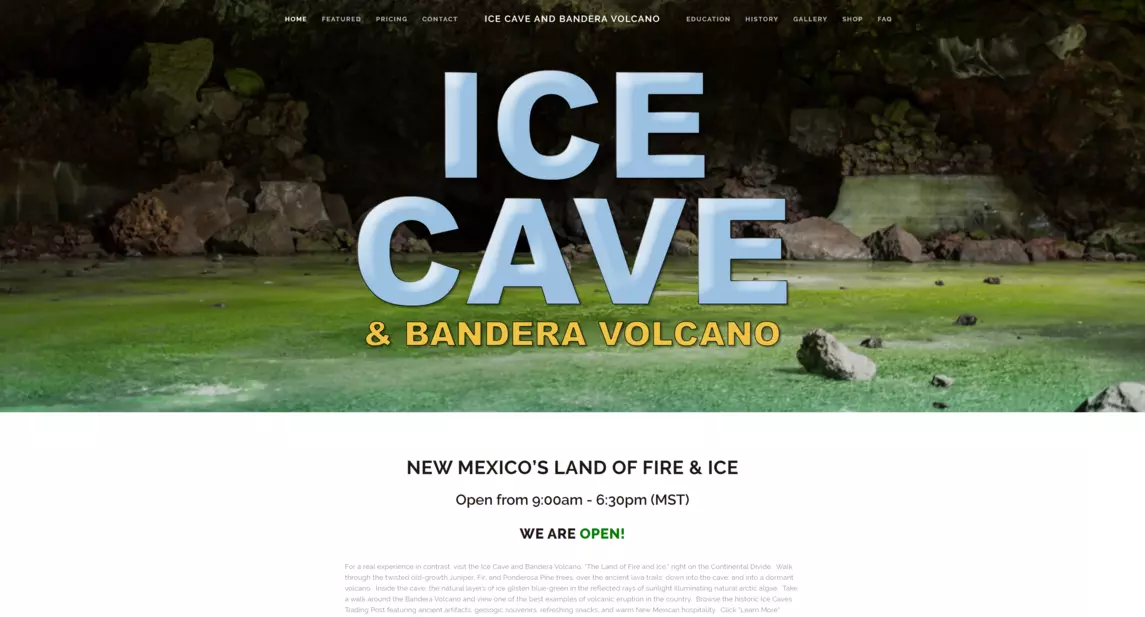 HOME FEATURED PRICING CONTACT ICE CAVE AND BANDERA VOLCANO EDUCATION HISTORY GALLERY SHOP FAQ
ICE
CAVE
& BANDERA VOLCANO
NEW MEXICO'S LAND OF FIRE & ICE
Open from 9:00am - 6:30pm (MST)
WE ARE OPEN!
For a real experience in contrast visit the Ice Cave and Bandera Volcano, "The Land of Fire and Ice," right on the Continental Divide. Walk
through the twisted old-growth Juniper, Fir, and Ponderosa Pine trees, over the ancient lava trails, down into the cave, and into a dormant
volcano. Inside the cave, the natural layers of ice glisten blue-green in the reflected rays of sunlight illuminating natural arctic algae. Take
a walk around the Bandera Volcano and view one of the best examples of volcanic eruption in the country. Browse the historic Ice Caves
Trading Post featuring ancient artifacts, geologic souvenirs, refreshing snacks, and warm New Mexican hospitality. Click "Learn More"